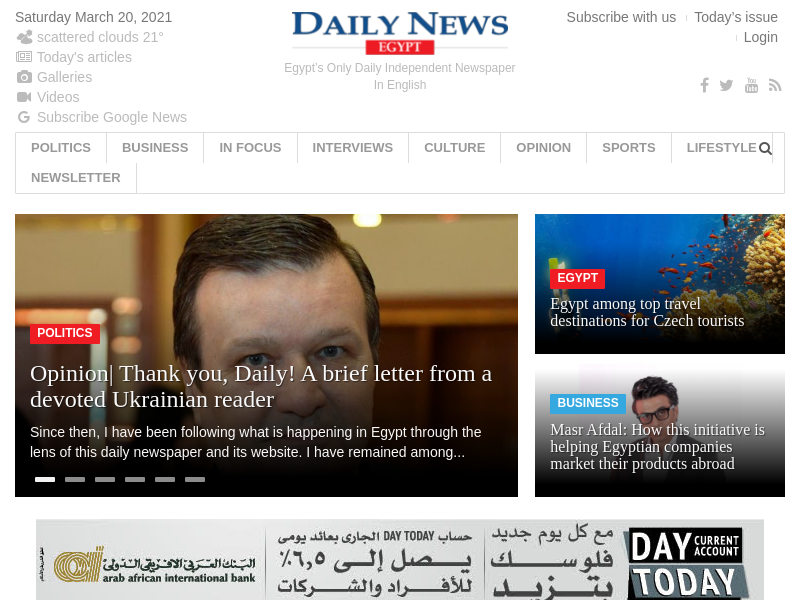 Saturday March 20, 2021
scattered clouds 21°
Today's articles
Galleries
Videos
Subscribe Google News
DAILY NEWS
EGYPT
Egypt's Only Daily Independent Newspaper
In English
Subscribe with us
Today's issue
Login
You
POLITICS
BUSINESS
IN FOCUS
INTERVIEWS
CULTURE
OPINION
SPORTS
LIFESTYLE
NEWSLETTER
POLITICS
Opinion| Thank you, Daily! A brief letter from a
devoted Ukrainian reader
Since then, I have been following what is happening in Egypt through the
lens of this daily newspaper and its website. I have remained among...
EGYPT
Egypt among top travel
destinations for Czech tourists
BUSINESS
Masr Afdal: How this initiative is
helping Egyptian companies
market their products abroad
البنك العربى الافريقى الدولى
arab african international bank
حساب DAY TODAY الجارى بعائد يومى
يصل إلى ٦,٥٪
للأفراد والشركات
مع كل يوم جديد
فلوسك
بتزيد
DAY CURRENT
ACCOUNT
TODAY